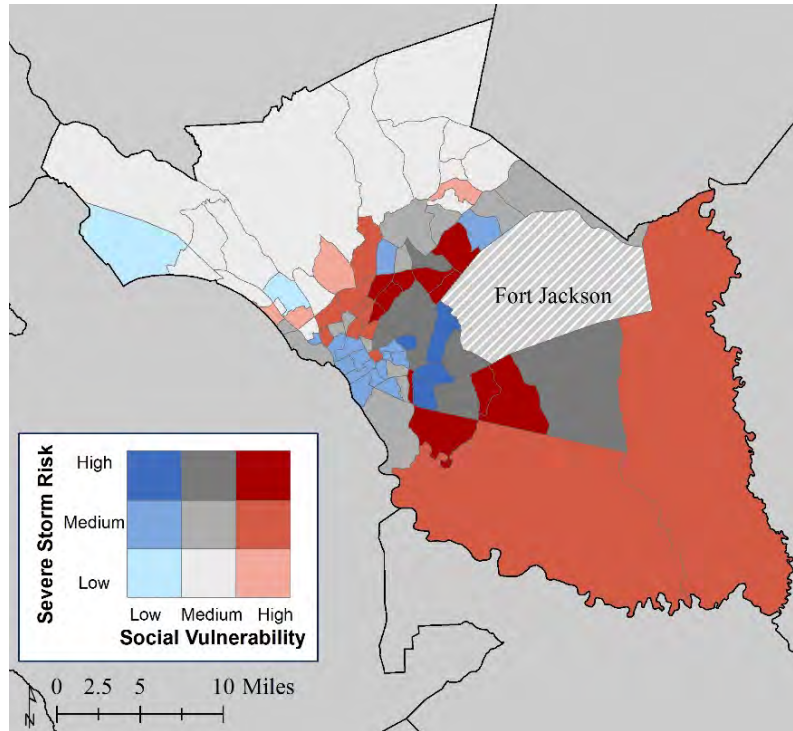 Fort Jackson
Severe Storm Risk
High
Medium
Low
Low Medium High
Social Vulnerability
0 2.5 5 10 Miles
N